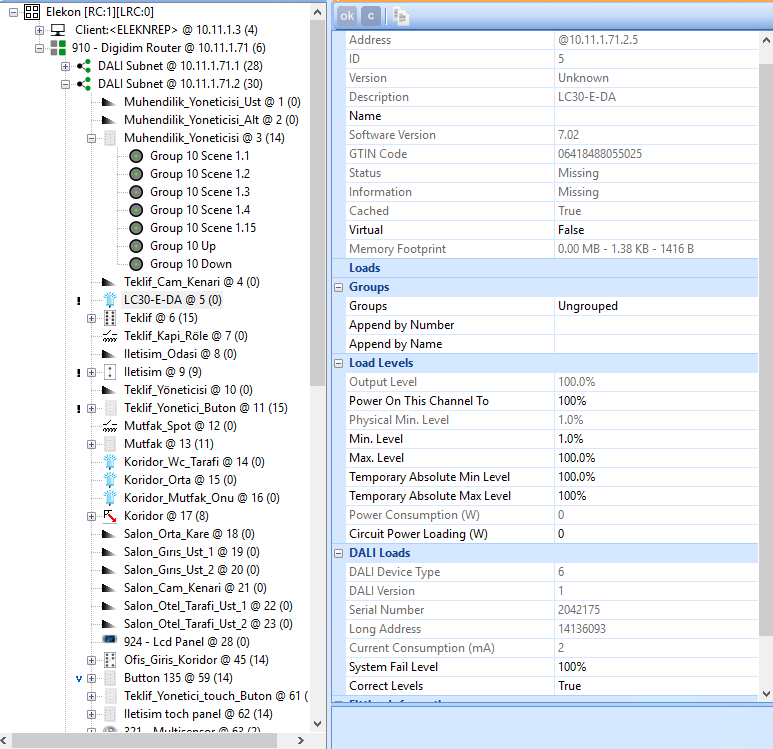 Elekon [RC:1][LRC:0]
Client:<ELEKNREP> @ 10.11.1.3 (4)
910 - Digidim Router @ 10.11.1.71 (6)
DALI Subnet @ 10.11.1.71.1 (28)
DALI Subnet @ 10.11.1.71.2 (30)
Muhendilik_Yoneticisi_Ust @ 1 (0)
Muhendilik_Yoneticisi_Alt @ 2 (0)
Muhendilik_Yoneticisi @ 3 (14)
Group 10 Scene 1.1
Group 10 Scene 1.2
Group 10 Scene 1.3
Group 10 Scene 1.4
Group 10 Scene 1.15
Group 10 Up
Group 10 Down
Teklif_Cam_Kenari @ 4 (0)
! LC30-E-DA @ 5 (0)
Teklif @ 6 (15)
Teklif_Kapi_Röle @ 7 (0)
Iletisim_Odasi @ 8 (0)
! Iletisim @ 9 (9)
Teklif_Yöneticisi @ 10 (0)
! Teklif_Yonetici_Buton @ 11 (15)
Mutfak_Spot @ 12 (0)
Mutfak @ 13 (11)
Koridor_Wc_Tarafi @ 14 (0)
Koridor_Orta @ 15 (0)
Koridor_Mutfak_Onu @ 16 (0)
Koridor @ 17 (8)
Salon_Orta_Kare @ 18 (0)
Salon_Gırıs_Ust_1 @ 19 (0)
Salon_Gırıs_Ust_2 @ 20 (0)
Salon_Cam_Kenari @ 21 (0)
Salon_Otel_Tarafi_Ust_1 @ 22 (0)
Salon_Otel_Tarafi_Ust_2 @ 23 (0)
924 - Lcd Panel @ 28 (0)
Ofis_Giris_Koridor @ 45 (14)
v Button 135 @ 59 (14)
Teklif_Yonetici_touch_Buton @ 61 (
Iletisim toch panel @ 62 (14)
321 - Multisensor @ 63 (2)
ok c
Address @10.11.1.71.2.5
ID 5
Version Unknown
Description LC30-E-DA
Name
Software Version 7.02
GTIN Code 06418488055025
Status Missing
Information Missing
Cached True
Virtual False
Memory Footprint 0.00 MB - 1.38 KB - 1416 B
Loads
Groups
Groups Ungrouped
Append by Number
Append by Name
Load Levels
Output Level 100.0%
Power On This Channel To 100%
Physical Min. Level 1.0%
Min. Level 1.0%
Max. Level 100.0%
Temporary Absolute Min Level 100.0%
Temporary Absolute Max Level 100%
Power Consumption (W) 0
Circuit Power Loading (W) 0
DALI Loads
DALI Device Type 6
DALI Version 1
Serial Number 2042175
Long Address 14136093
Current Consumption (mA) 2
System Fail Level 100%
Correct Levels True